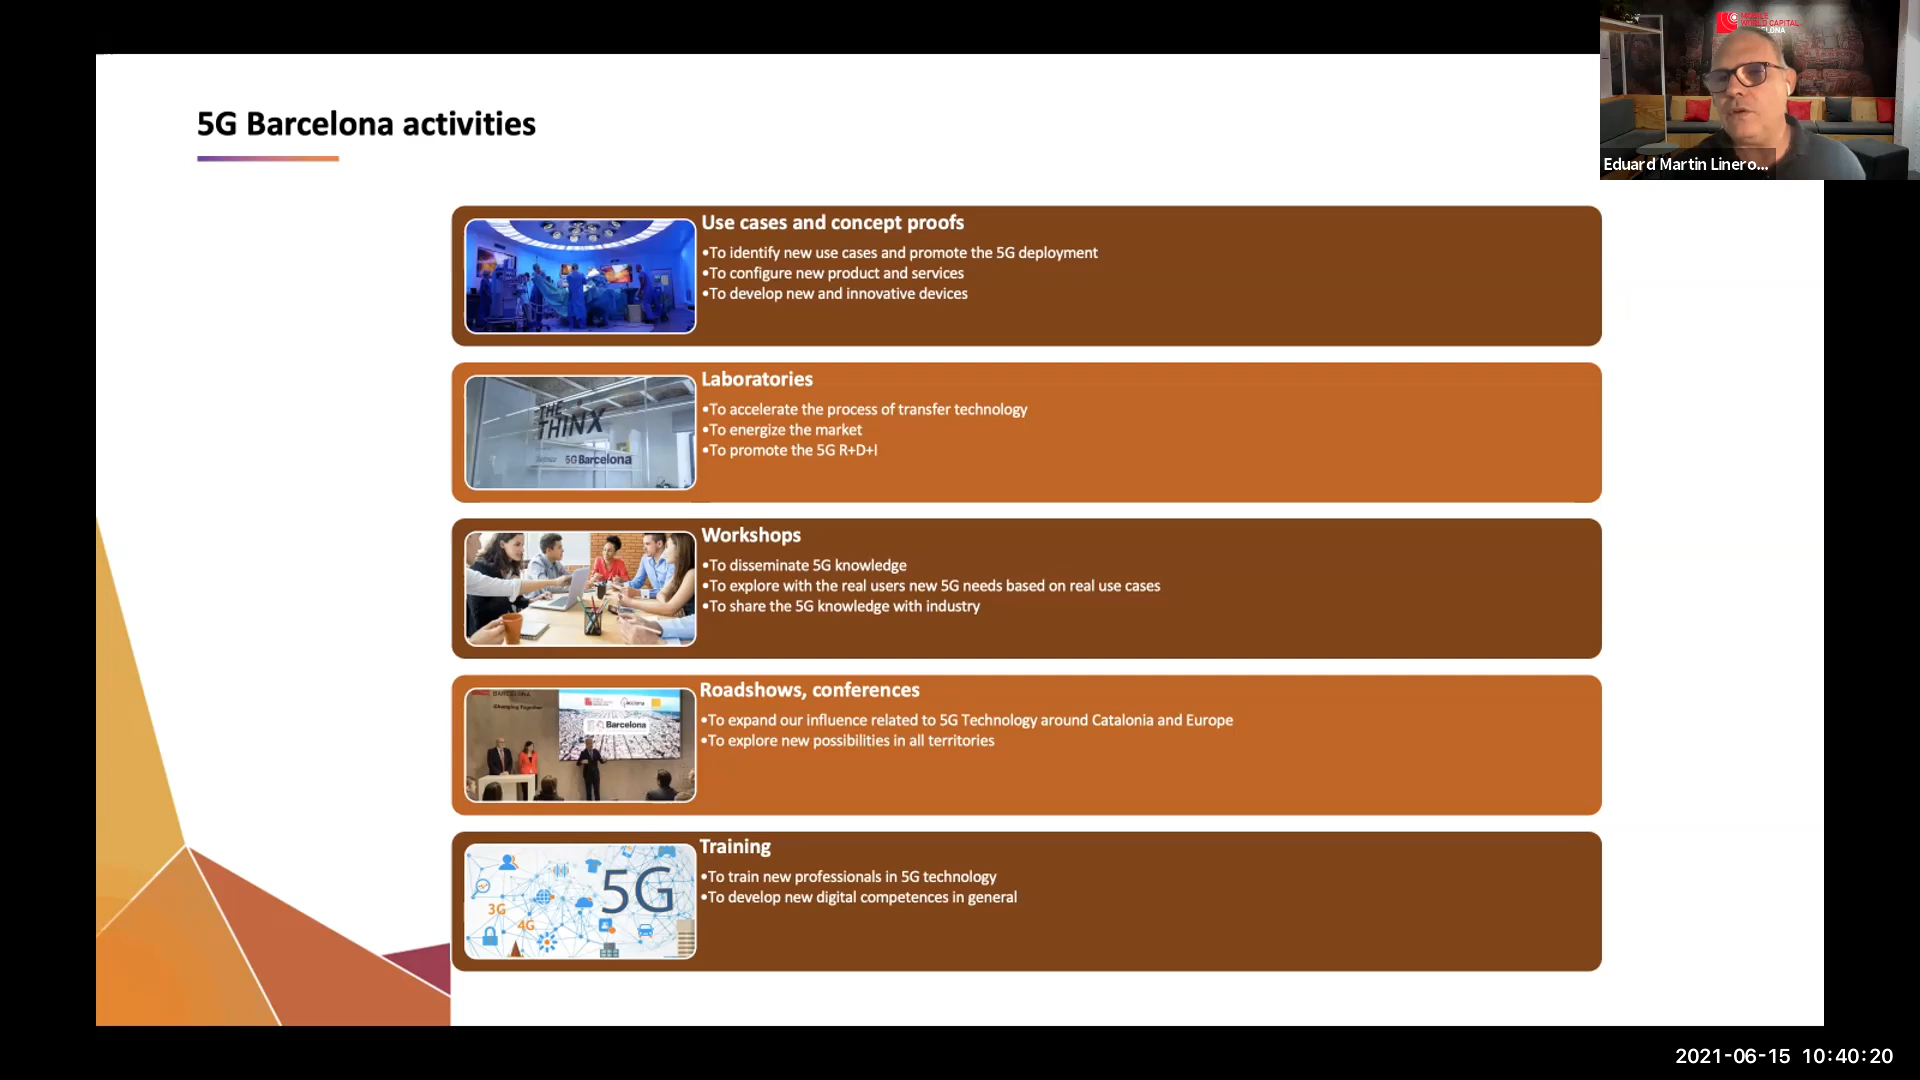 MOBILE
WORLD CAPITAL
Eduard Martin Linero...
5G Barcelona activities
Use cases and concept proofs
•To identify new use cases and promote the 5G deployment
•To configure new product and services
•To develop new and innovative devices
THE
THINX
5G Barcelona
Laboratories
•To accelerate the process of transfer technology
•To energize the market
•To promote the 5G R+D+I
Workshops
•To disseminate 5G knowledge
•To explore with the real users new 5G needs based on real use cases
•To share the 5G knowledge with industry
Barcelona
Roadshows, conferences
•To expand our influence related to 5G Technology around Catalonia and Europe
•To explore new possibilities in all territories
5G
3G
4G
Training
•To train new professionals in 5G technology
•To develop new digital competences in general
2021-06-15 10:40:20